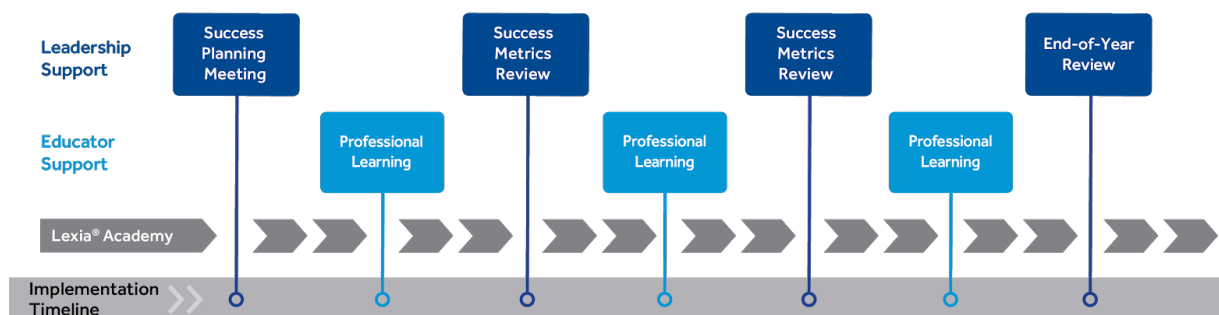 Leadership
Support
Success
Planning
Meeting
Success
Metrics
Review
Success
Metrics
Review
End-of-Year
Review
Educator
Support
Professional
Learning
Professional
Learning
Professional
Learning
Lexia® Academy
Implementation
Timeline